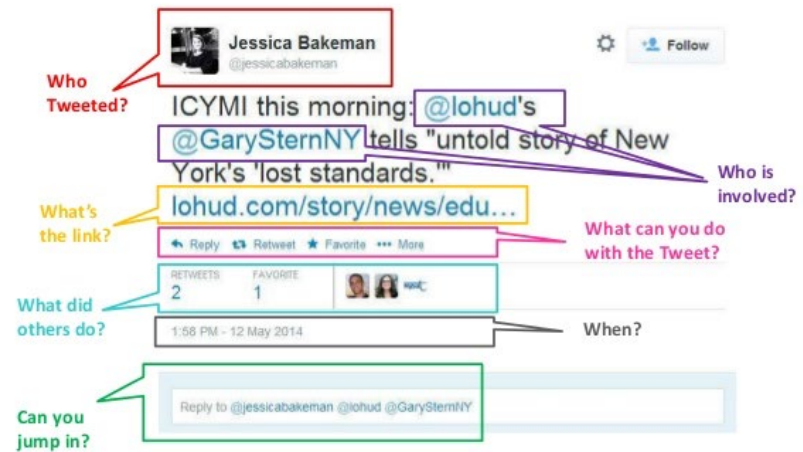 Jessica Bakeman
@jessicabakeman
Follow
Who
Tweeted?
ICYMI this morning: @lohud's
@GarySternNY tells "untold story of New
York's 'lost standards.'"
lohud.com/story/news/edu...
Who is
involved?
What's
the link?
Reply Retweet Favorite More
What can you do
with the Tweet?
RETWEETS FAVORITE
2 1
What did
others do?
1:58 PM - 12 May 2014
When?
Reply to @jessicabakeman @lohud @GarySternNY
Can you
jump in?